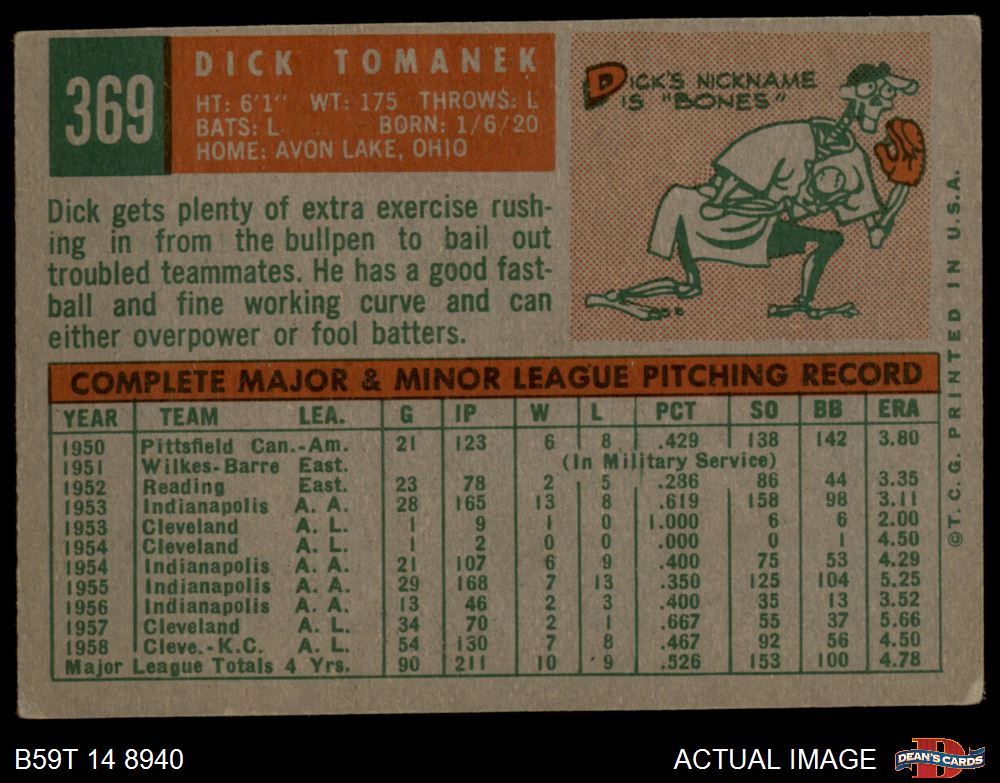 369
DICK TOMANEK
HT: 6'1" WT: 175 THROWS: L
BATS: L BORN: 1/6/20
HOME: AVON LAKE, OHIO
DICK'S NICKNAME
IS "BONES"
Dick gets plenty of extra exercise rush-
ing in from the bullpen to bail out
troubled teammates. He has a good fast-
ball and fine working curve and can
either overpower or fool batters.
COMPLETE MAJOR & MINOR LEAGUE PITCHING RECORD
YEAR TEAM LEA. G IP W L PCT SO BB ERA
1950 Pittsfield Can.-Am. 21 123 6 8 .429 138 142 3.80
1951 Wilkes-Barre East. (In Military Service)
1952 Reading East. 23 78 2 5 .286 86 44 3.35
1953 Indianapolis A. A. 28 165 13 8 .619 158 98 3.11
1953 Cleveland A. L. 1 9 1 0 1.000 6 6 2.00
1954 Cleveland A. L. 1 2 0 0 .000 0 1 4.50
1954 Indianapolis A. A. 21 107 6 9 .400 75 53 4.29
1955 Indianapolis A. A. 29 168 7 13 .350 125 104 5.25
1956 Indianapolis A. A. 13 46 2 3 .400 35 13 3.52
1957 Cleveland A. L. 34 70 2 1 .667 55 37 5.66
1958 Cleve.-K.C. A. L. 54 130 7 8 .467 92 56 4.50
Major League Totals 4 Yrs. 90 211 10 9 .526 153 100 4.78
©T.C.G. PRINTED IN U.S.A.
B59T 14 8940
ACTUAL IMAGE
D
DEAN'S CARDS